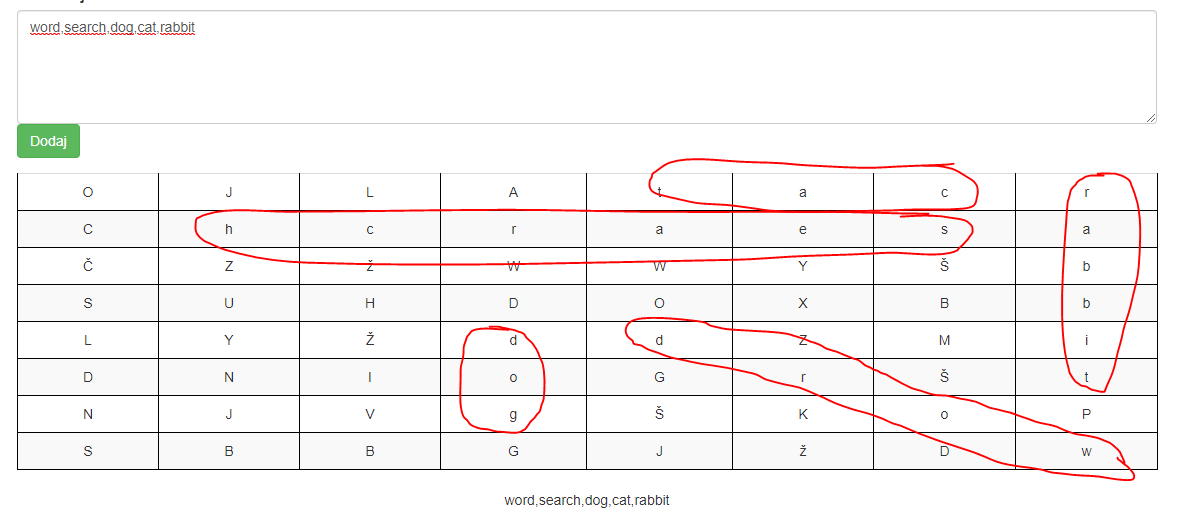 word,search,dog,cat,rabbit
Dodaj
O J L A t a c r
C h c r a e s a
Č Z ž W W Y Š b
S U H D O X B b
L Y Ž d d Z M i
D N I o G r Š t
N J V g Š K o P
S B B G J ž D w
word,search,dog,cat,rabbit